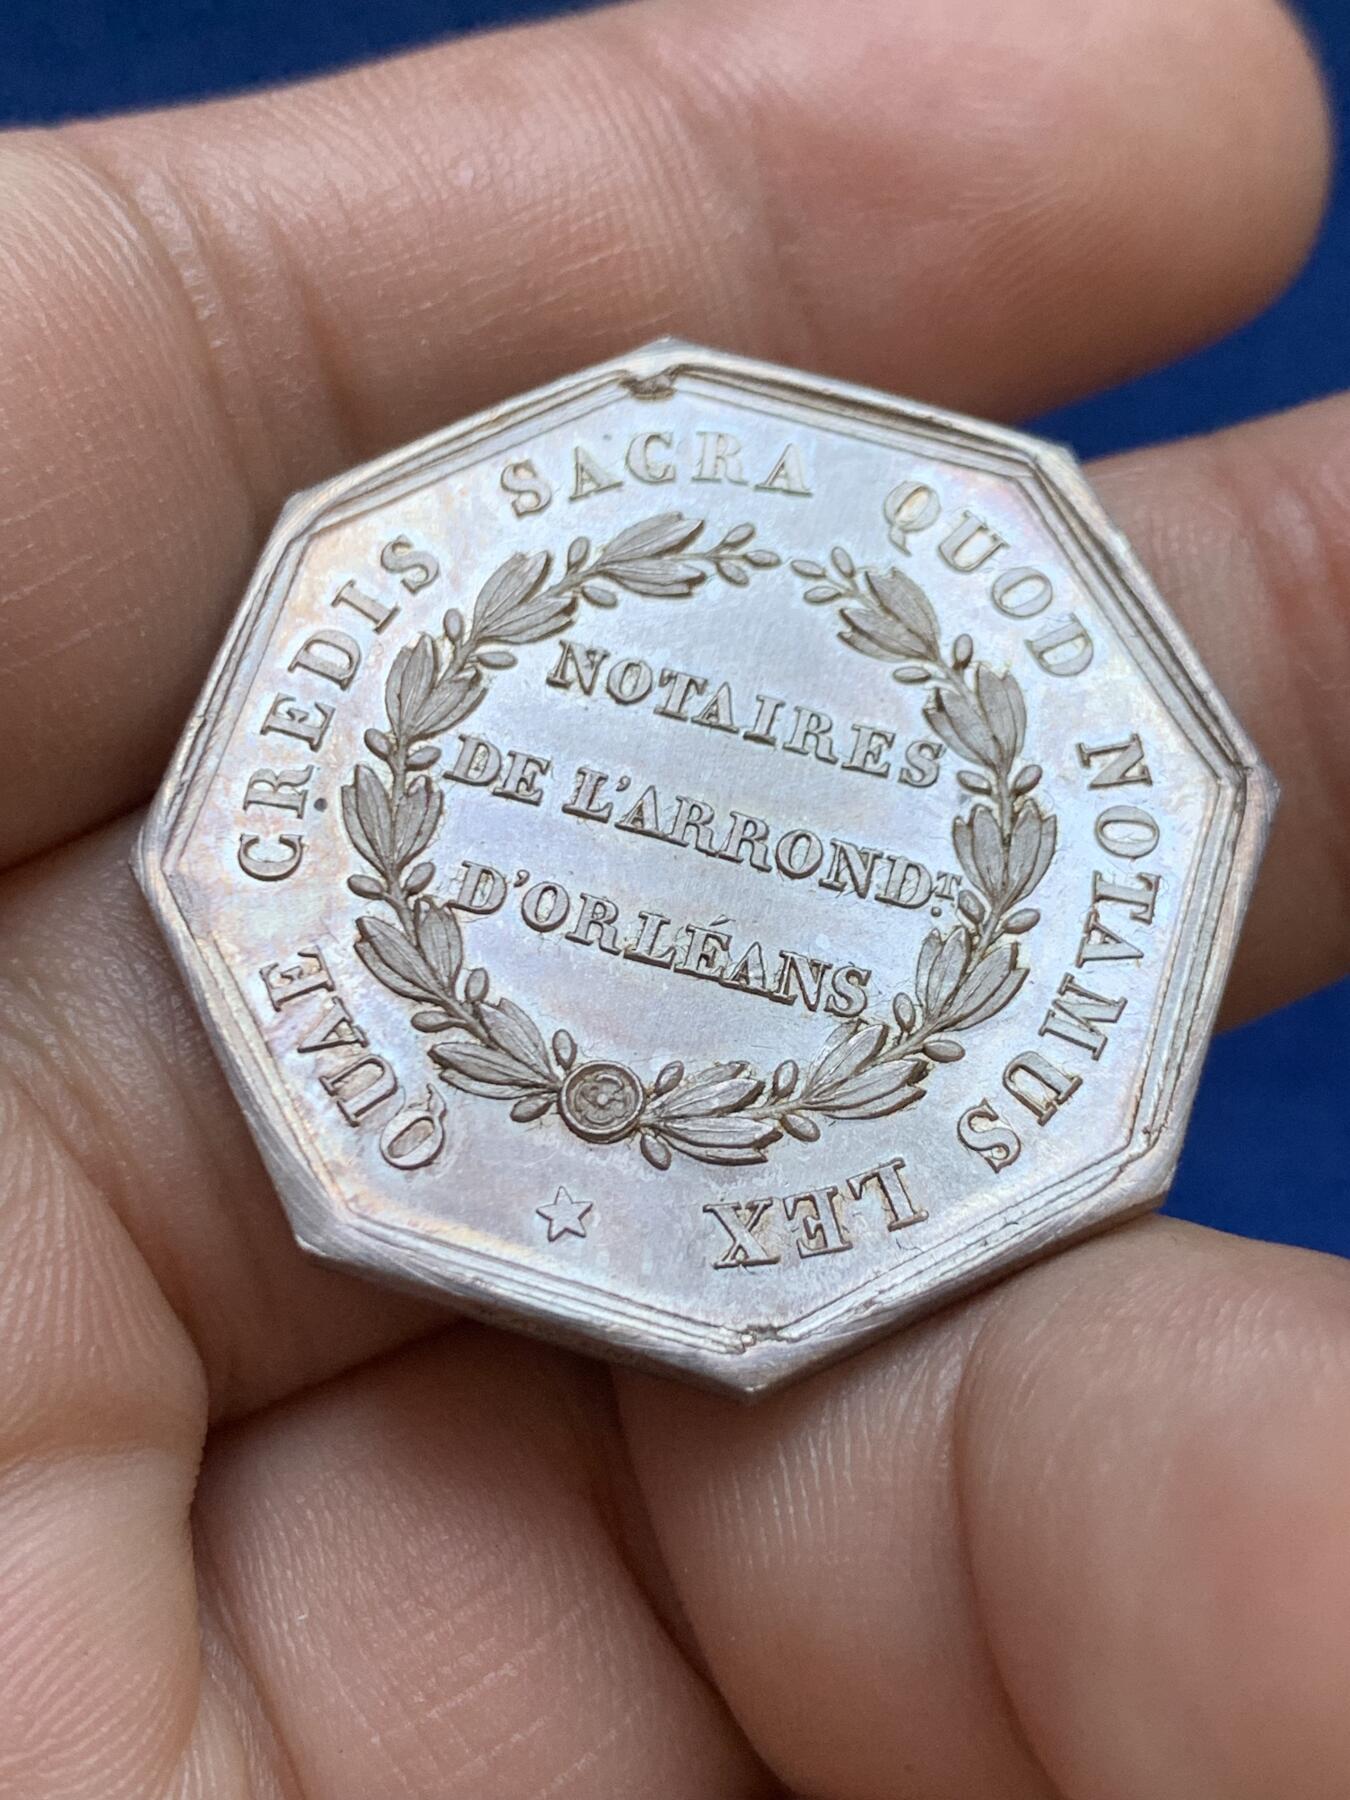 QUAE CREDIS SACRA QUOD NOTAMUS LEX
NOTAIRES
DE L'ARROND.T
D'ORLÉANS